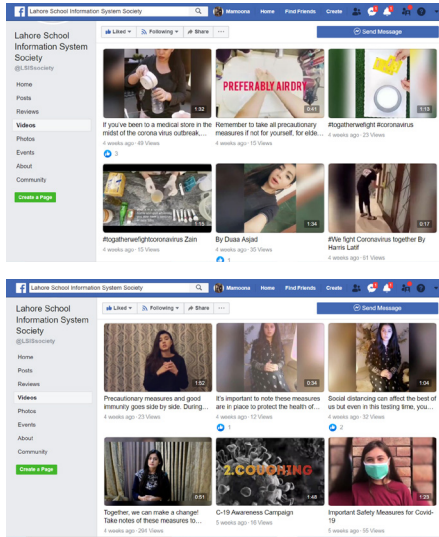 Lahore School Information System Society
Mamoona Home Find Friends Create
Lahore School
Information System
Society
@LSISsociety
Home
Posts
Reviews
Videos
Photos
Events
About
Community
Create a Page
Liked Following Share ...
Send Message
1:32
PREFERABLY AIR DRY
0:41
1:13
If you've been to a medical store in the
midst of the corona virus outbreak,...
4 weeks ago · 49 Views
3
Remember to take all precautionary
measures if not for yourself, for elde...
4 weeks ago · 15 Views
#togatherwefight #coronavirus
4 weeks ago · 23 Views
1:15
1:34
0:17
#togatherwefightcoronavirus Zain
4 weeks ago · 15 Views
By Duaa Asjad
4 weeks ago · 35 Views
1
#We fight Coronavirus together By
Harris Latif
4 weeks ago · 61 Views
Lahore School Information System Society
Mamoona Home Find Friends Create
Lahore School
Information System
Society
@LSISsociety
Home
Posts
Reviews
Videos
Photos
Events
About
Community
Create a Page
Liked Following Share ...
Send Message
1:52
0:34
1:04
Precautionary measures and good
immunity goes side by side. During...
4 weeks ago · 23 Views
It's important to note these measures
are in place to protect the health of...
4 weeks ago · 12 Views
1
Social distancing can affect the best of
us but even in this testing time, you...
4 weeks ago
2
0:51
2.COUGHING
1:48
1:23
Together, we can make a change!
Take notes of these measures to...
4 weeks ago · 294 Views
C-19 Awareness Campaign
5 weeks ago · 16 Views
Important Safety Measures for Covid-
19
5 weeks ago · 55 Views